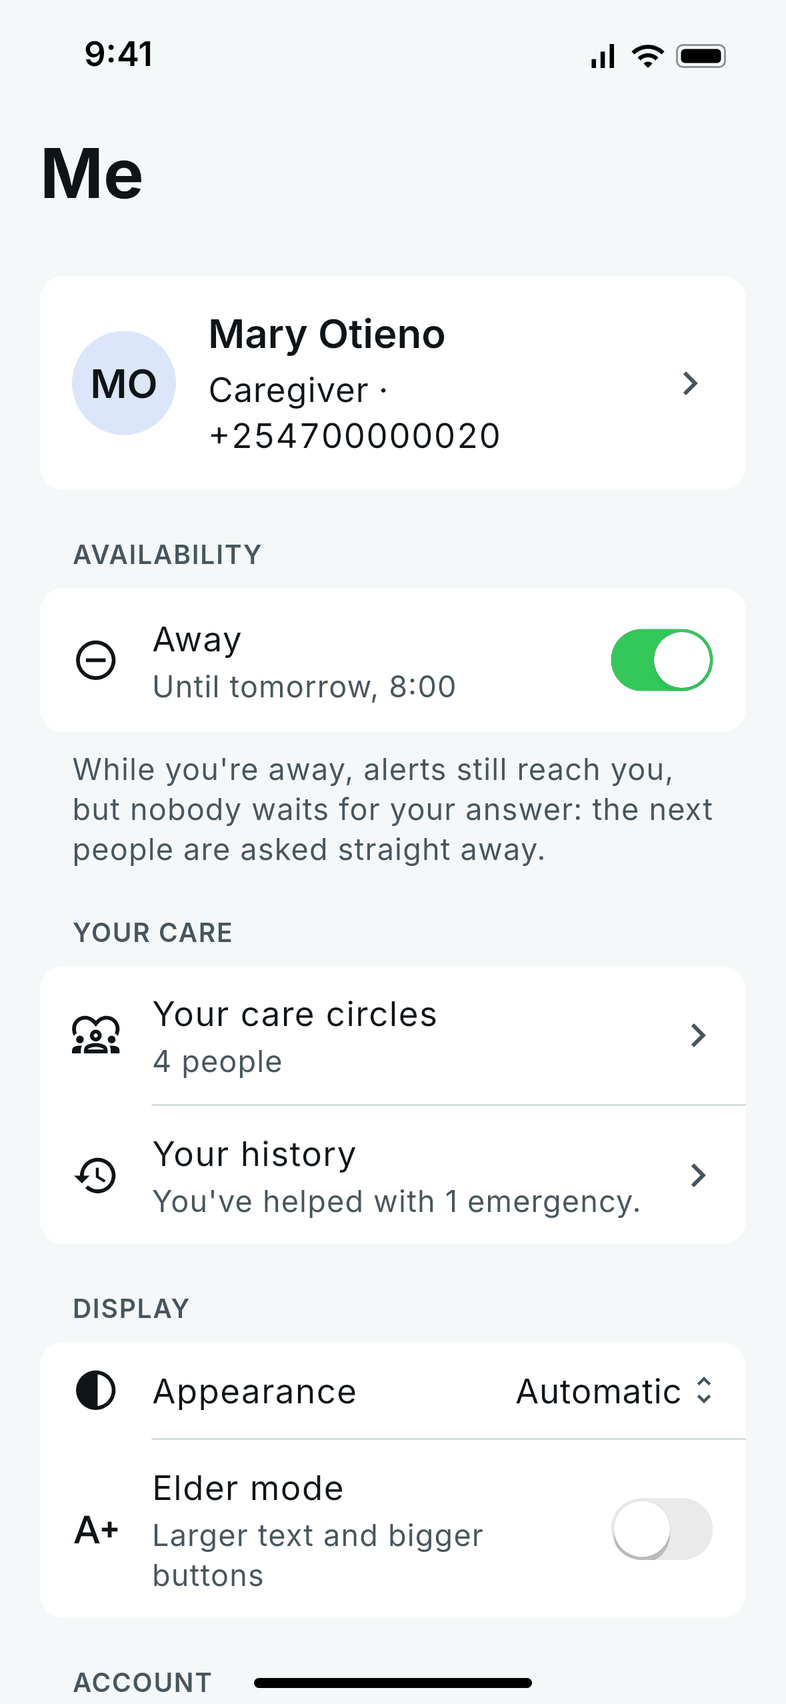 9:41
Me
MO
Mary Otieno
Caregiver ·
+254700000020
AVAILABILITY
Away
Until tomorrow, 8:00
While you're away, alerts still reach you,
but nobody waits for your answer: the next
people are asked straight away.
YOUR CARE
Your care circles
4 people
Your history
You've helped with 1 emergency.
DISPLAY
Appearance
Automatic
A+
Elder mode
Larger text and bigger
buttons
ACCOUNT